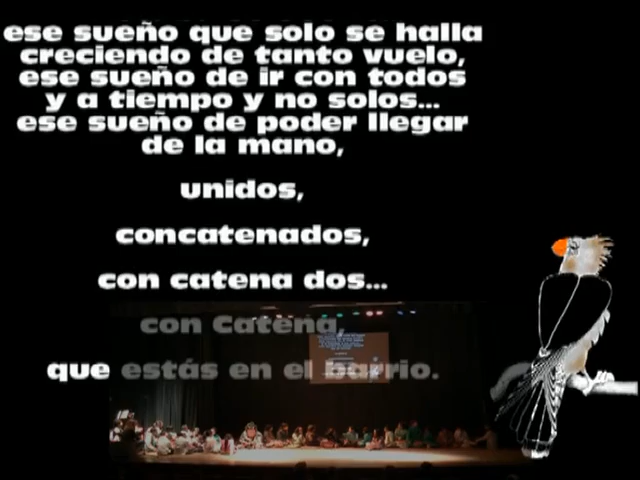 ese sueño que solo se halla
creciendo de tanto vuelo,
ese sueño de ir con todos
y a tiempo y no solos...
ese sueño de poder llegar
de la mano,
unidos,
concatenados,
con catena dos...
con Catena,
que estás en el barrio.